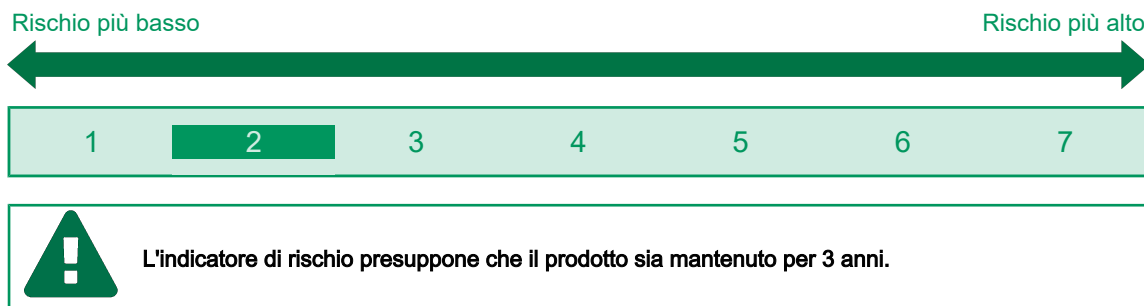 Rischio più basso Rischio più alto
1 2 3 4 5 6 7
L'indicatore di rischio presuppone che il prodotto sia mantenuto per 3 anni.